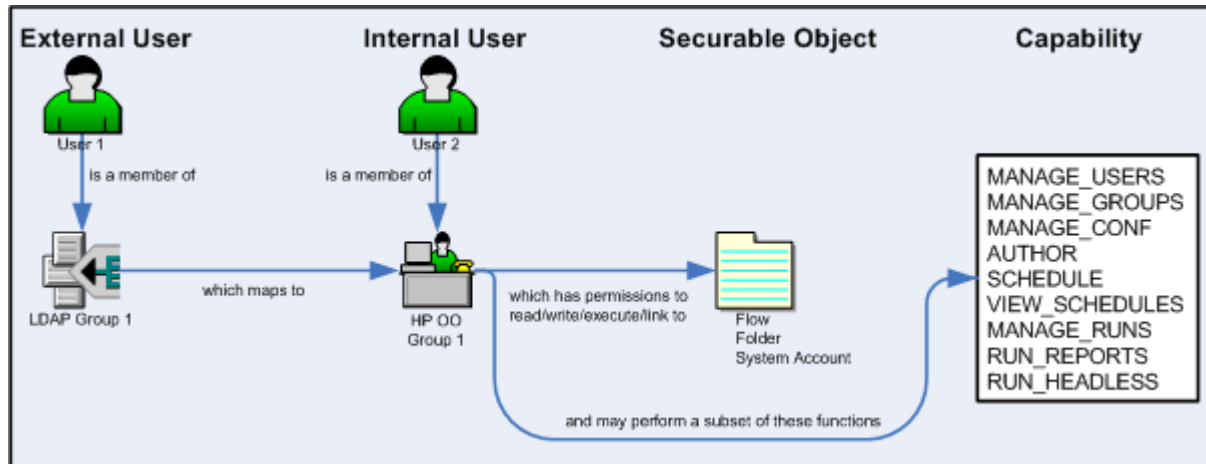 External User
Internal User
Securable Object
Capability
User 1
User 2
is a member of
is a member of
LDAP Group 1
which maps to
HP OO
Group 1
which has permissions to
read/write/execute/link to
Flow
Folder
System Account
and may perform a subset of these functions
MANAGE_USERS
MANAGE_GROUPS
MANAGE_CONF
AUTHOR
SCHEDULE
VIEW_SCHEDULES
MANAGE_RUNS
RUN_REPORTS
RUN_HEADLESS